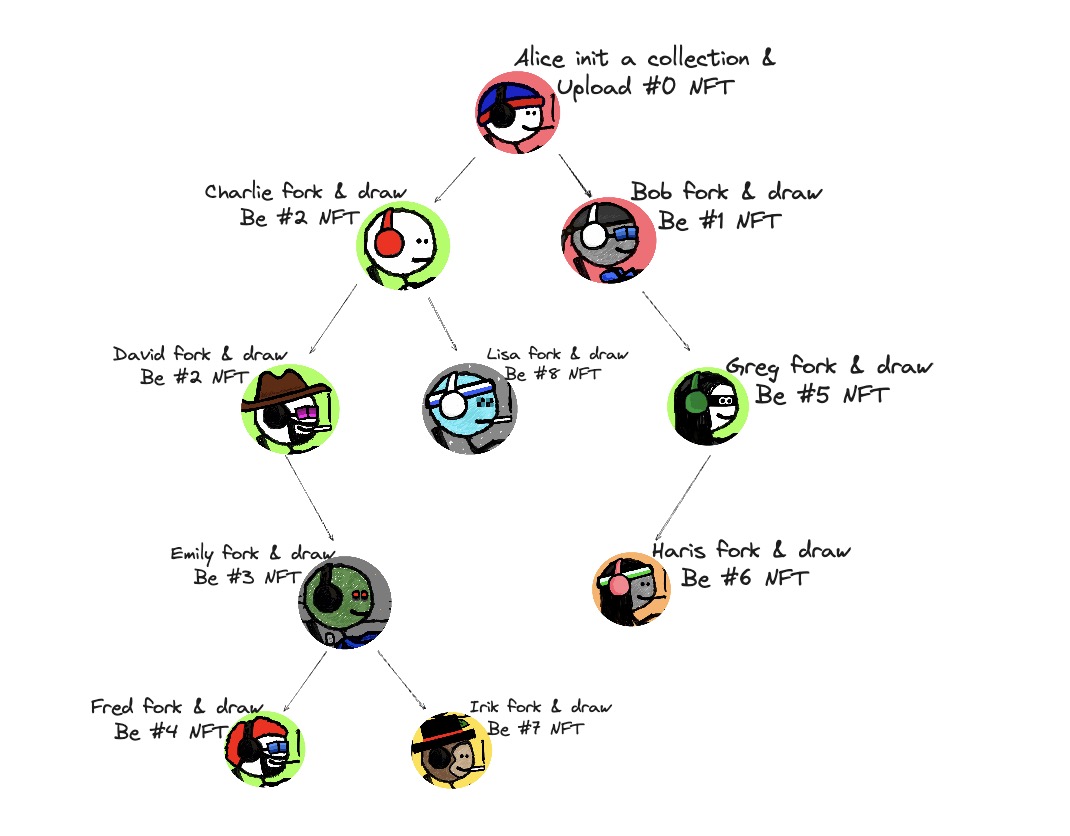 Alice init a collection &
Upload #0 NFT
Charlie fork & draw
Be #2 NFT
Bob fork & draw
Be #1 NFT
David fork & draw
Be #2 NFT
Lisa fork & draw
Be #8 NFT
Greg fork & draw
Be #5 NFT
Emily fork & draw
Be #3 NFT
Haris fork & draw
Be #6 NFT
Fred fork & draw
Be #4 NFT
Irik fork & draw
Be #7 NFT